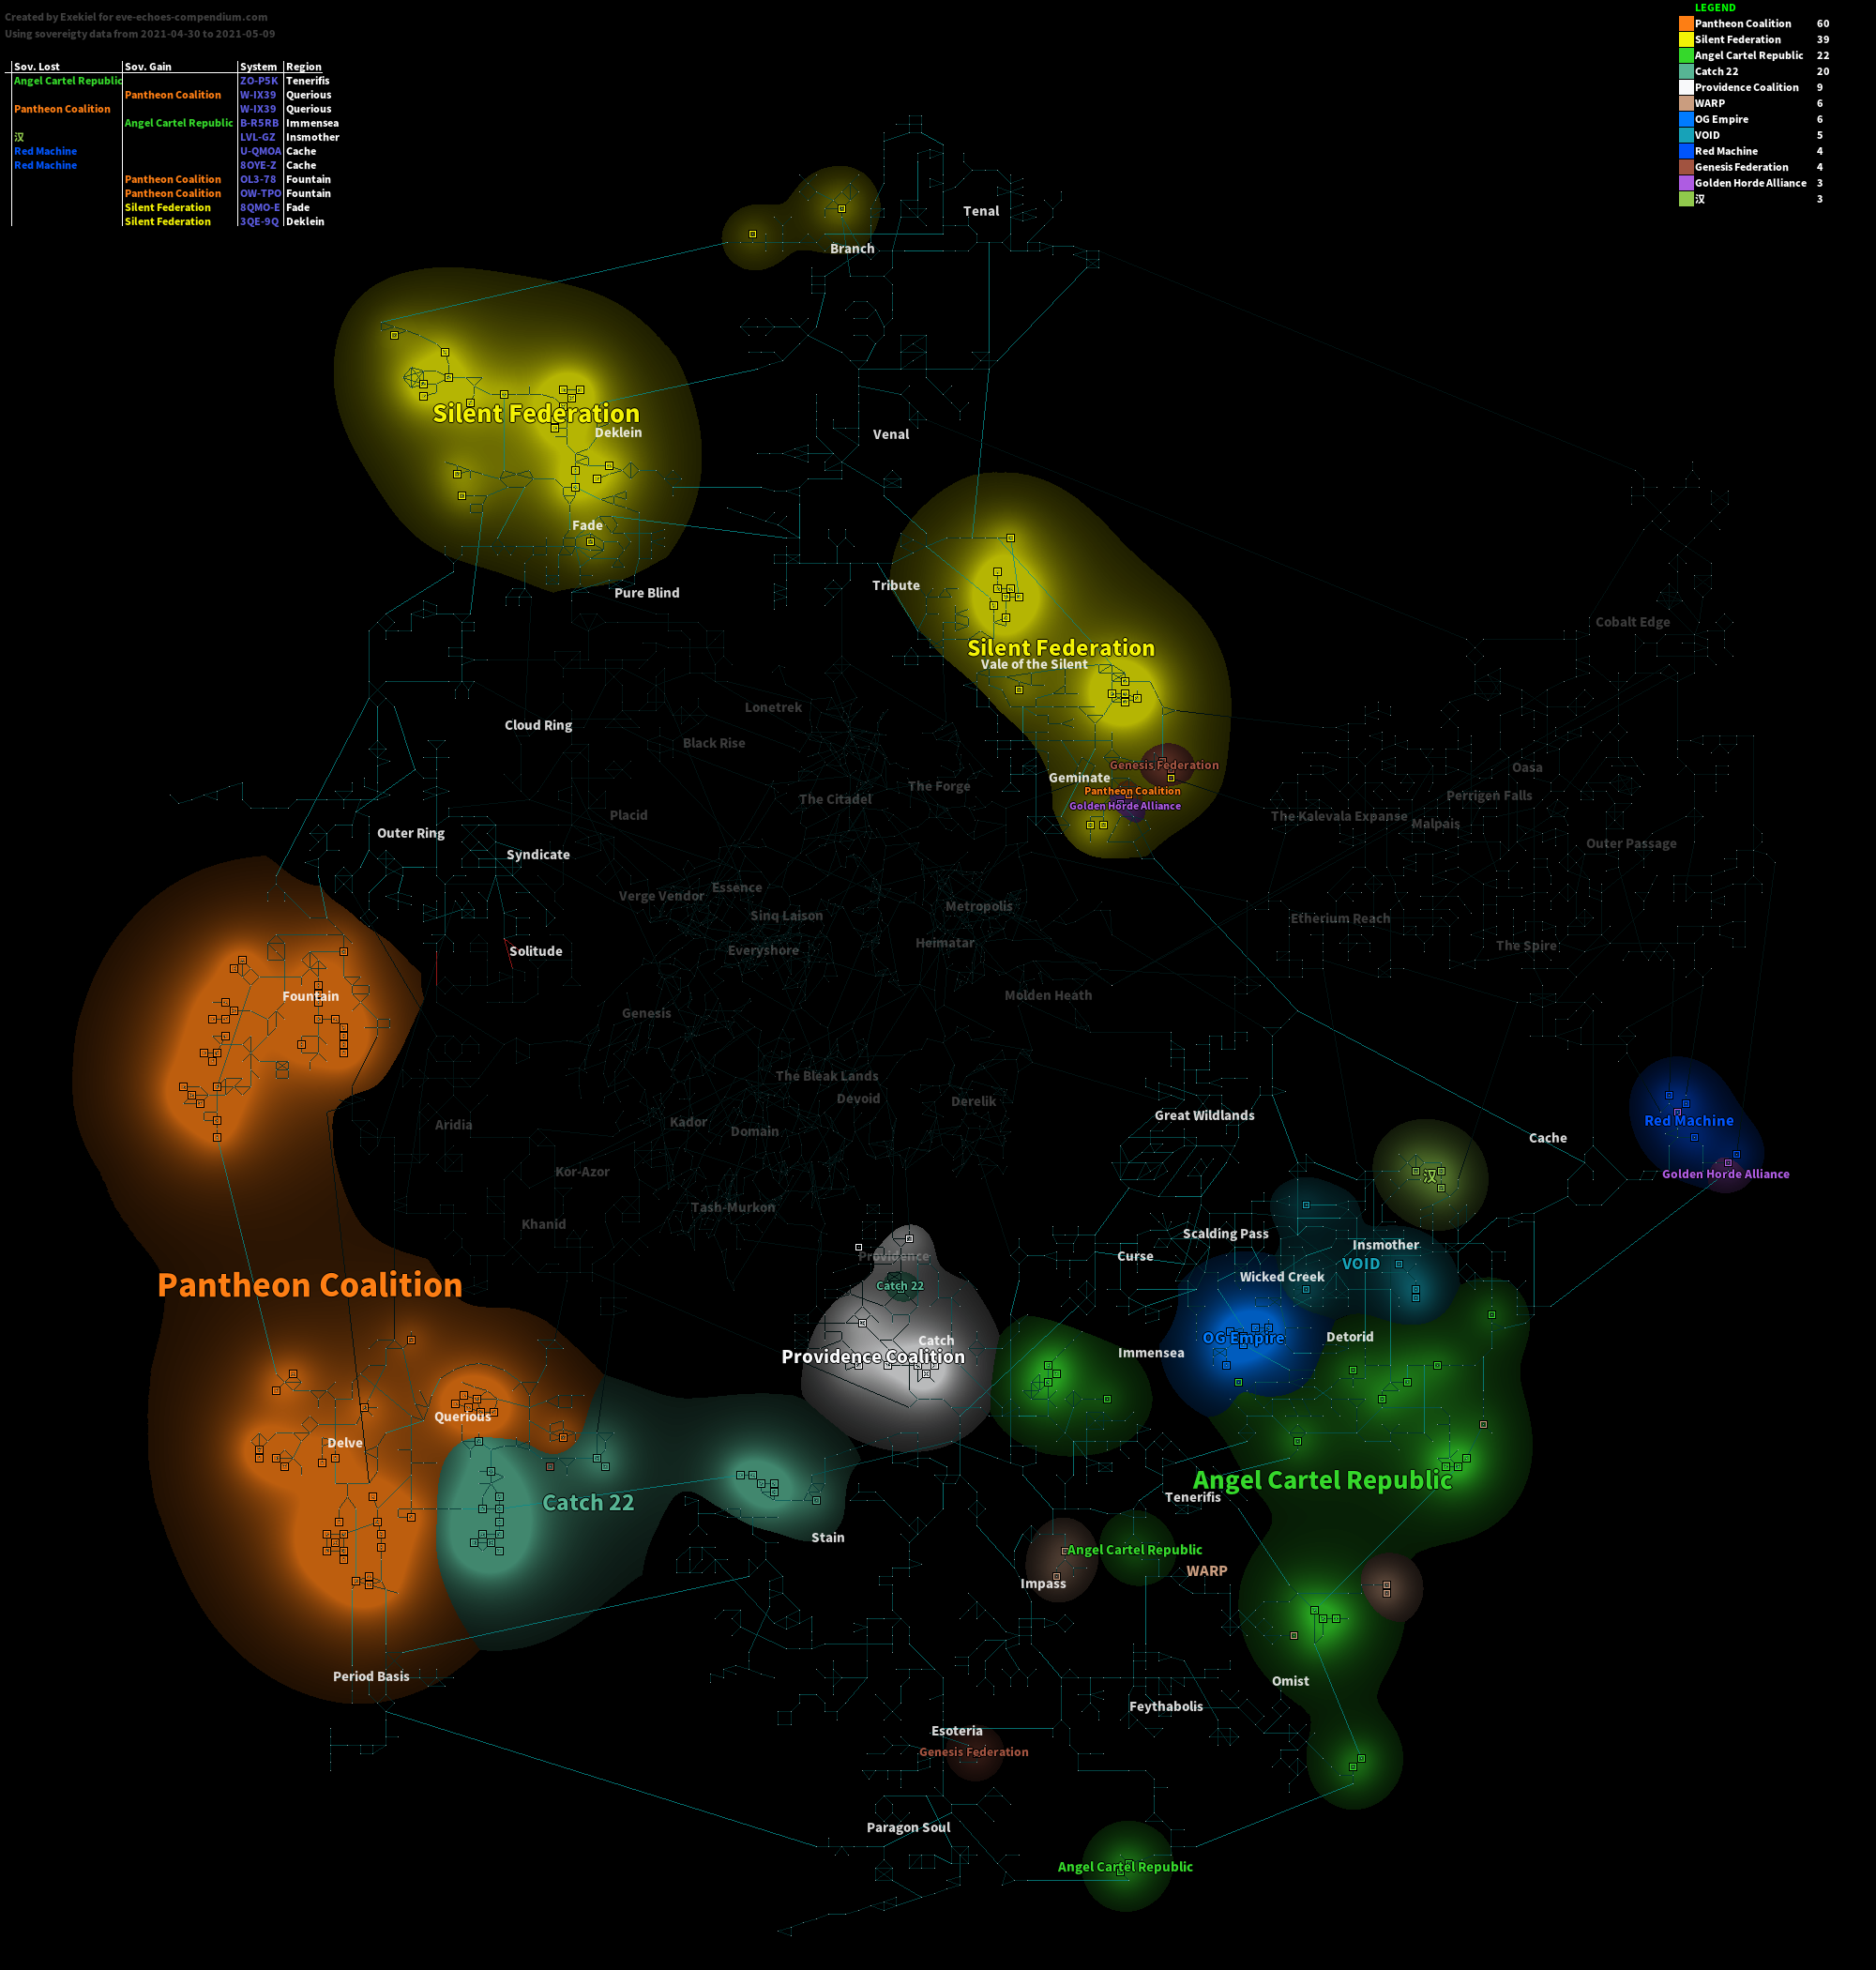 Created by Exekiel for eve-echoes-compendium.com
Using sovereigty data from 2021-04-30 to 2021-05-09
Sov. Lost Sov. Gain System Region
Angel Cartel Republic ZO-P5K Tenerifis
Pantheon Coalition W-IX39 Querious
Pantheon Coalition W-IX39 Querious
Angel Cartel Republic B-R5RB Immensea
汉 LVL-GZ Insmother
Red Machine U-QMOA Cache
Red Machine 8OYE-Z Cache
Pantheon Coalition OL3-78 Fountain
Pantheon Coalition OW-TPO Fountain
Silent Federation 8QMO-E Fade
Silent Federation 3QE-9Q Deklein
LEGEND
Pantheon Coalition 60
Silent Federation 39
Angel Cartel Republic 22
Catch 22 20
Providence Coalition 9
WARP 6
OG Empire 6
VOID 5
Red Machine 4
Genesis Federation 4
Golden Horde Alliance 3
汉 3
Tenal
Branch
Silent Federation
Deklein
Venal
Fade
Tribute
Pure Blind
Cobalt Edge
Silent Federation
Vale of the Silent
Lonetrek
Cloud Ring
Black Rise
Genesis Federation
Oasa
Geminate
The Forge
Pantheon Coalition
Perrigen Falls
The Citadel
Golden Horde Alliance
Placid
The Kalevala Expanse
Malpais
Outer Ring
Outer Passage
Syndicate
Essence
Verge Vendor
Metropolis
Sinq Laison
Etherium Reach
Heimatar
The Spire
Everyshore
Solitude
Fountain
Molden Heath
Genesis
The Bleak Lands
Devoid
Derelik
Great Wildlands
Red Machine
Kador
Aridia
Domain
Cache
Kor-Azor
Golden Horde Alliance
汉
Tash-Murkon
Khanid
Scalding Pass
Insmother
Providence
Curse
VOID
Wicked Creek
Pantheon Coalition
Catch 22
OG Empire
Detorid
Catch
Immensea
Providence Coalition
Querious
Delve
Angel Cartel Republic
Tenerifis
Catch 22
Stain
Angel Cartel Republic
WARP
Impass
Period Basis
Omist
Feythabolis
Esoteria
Genesis Federation
Paragon Soul
Angel Cartel Republic